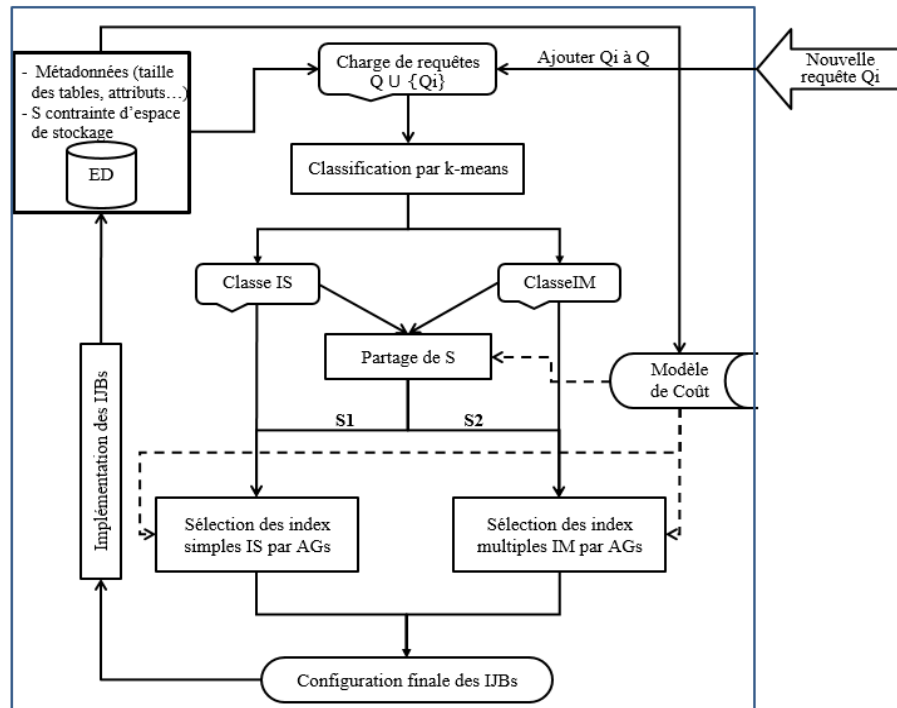 - Métadonnées (taille
des tables, attributs…)
- S contrainte d'espace
de stockage
ED
Charge de requêtes
Q U {Qi}
Ajouter Qi à Q
Nouvelle
requête Qi
Classification par k-means
Classe IS
ClasseIM
Partage de S
Modèle
de Coût
S1
S2
Implémentation des IJBs
Sélection des index
simples IS par AGs
Sélection des index
multiples IM par AGs
Configuration finale des IJBs